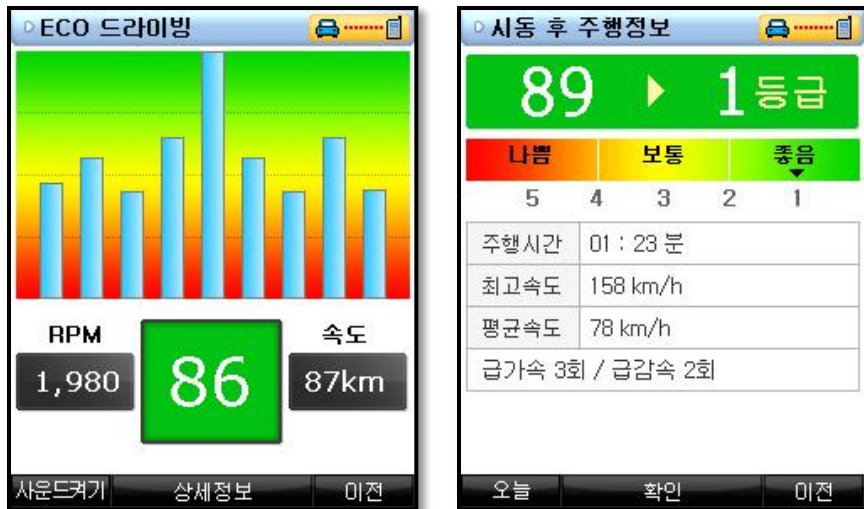 ECO 드라이빙
RPM
1,980
86
속도
87km
사운드켜기 상세정보 이전
시동 후 주행정보
89 1등급
나쁨 보통 좋음
5 4 3 2 1
주행시간 01 : 23 분
최고속도 158 km/h
평균속도 78 km/h
급가속 3회 / 급감속 2회
오늘 확인 이전